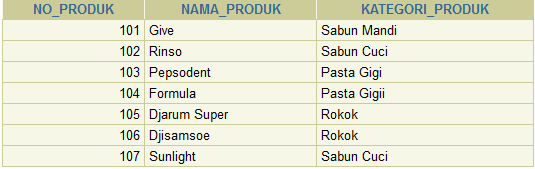 NO_PRODUK NAMA_PRODUK KATEGORI_PRODUK
101 Give Sabun Mandi
102 Rinso Sabun Cuci
103 Pepsodent Pasta Gigi
104 Formula Pasta Gigii
105 Djarum Super Rokok
106 Djisamsoe Rokok
107 Sunlight Sabun Cuci